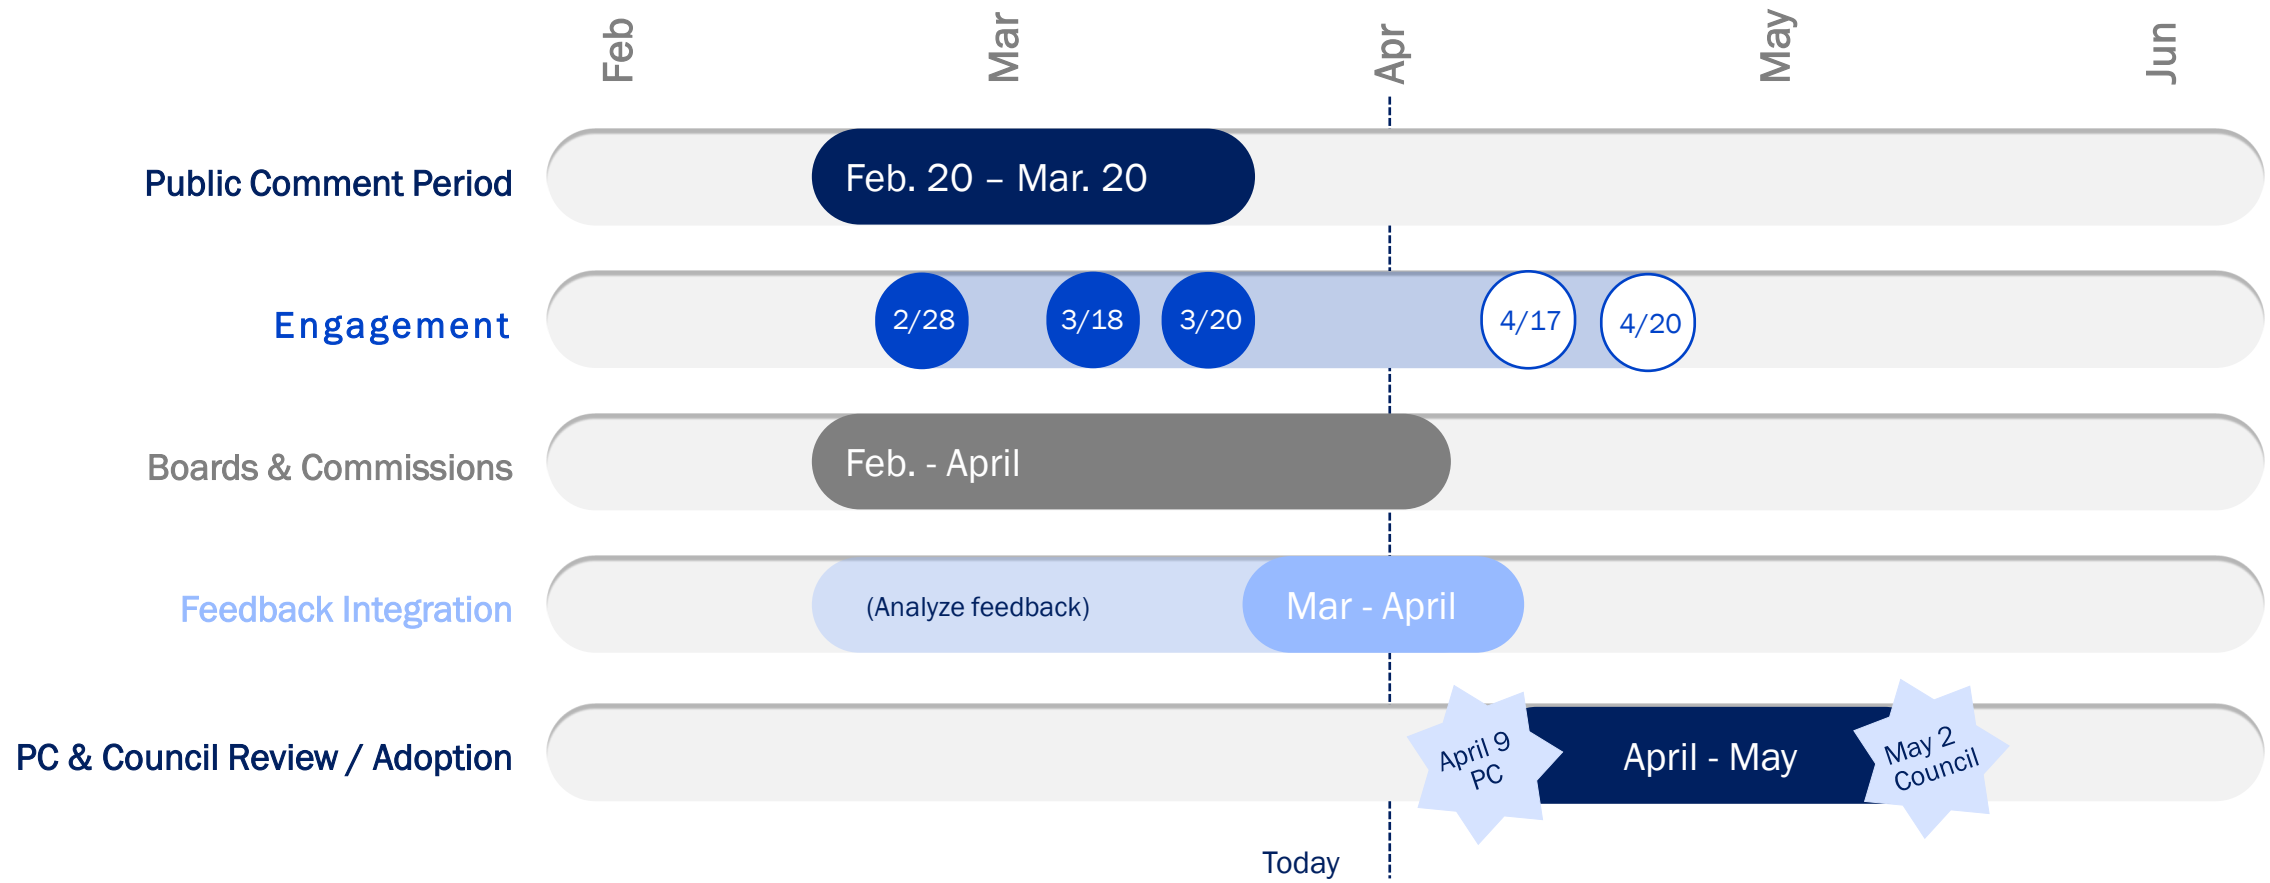 Feb
Mar
Apr
May
Jun
Public Comment Period
Feb. 20 – Mar. 20
Engagement
2/28
3/18
3/20
4/17
4/20
Boards & Commissions
Feb. - April
Feedback Integration
(Analyze feedback)
Mar - April
PC & Council Review / Adoption
April 9
PC
April - May
May 2
Council
Today